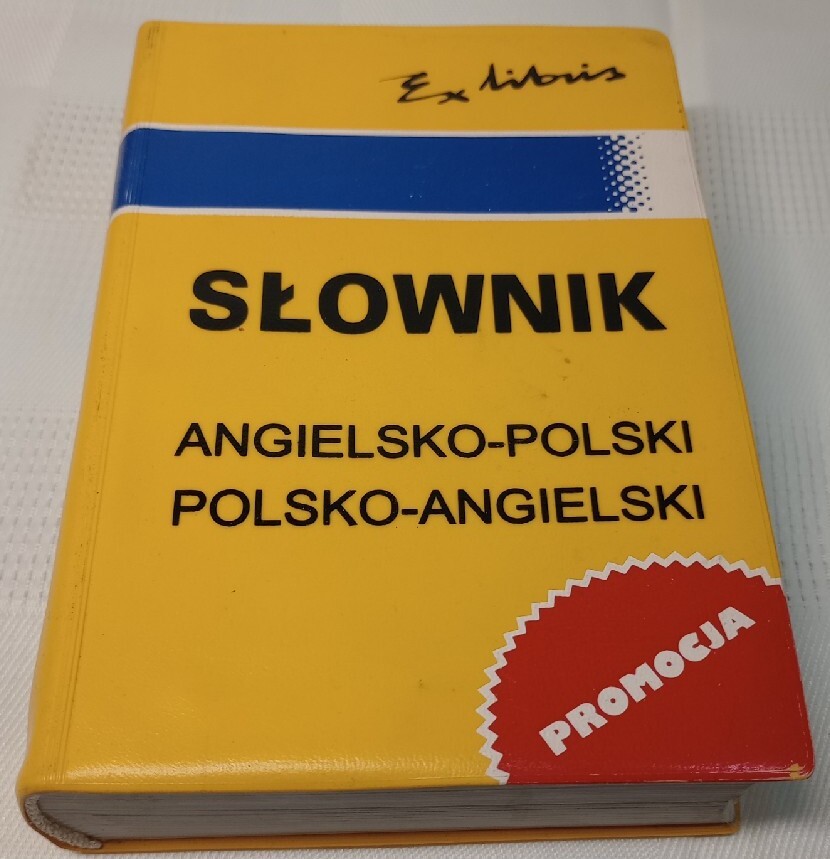 Ex libris
SŁOWNIK
ANGIELSKO-POLSKI
POLSKO-ANGIELSKI
PROMOCJA